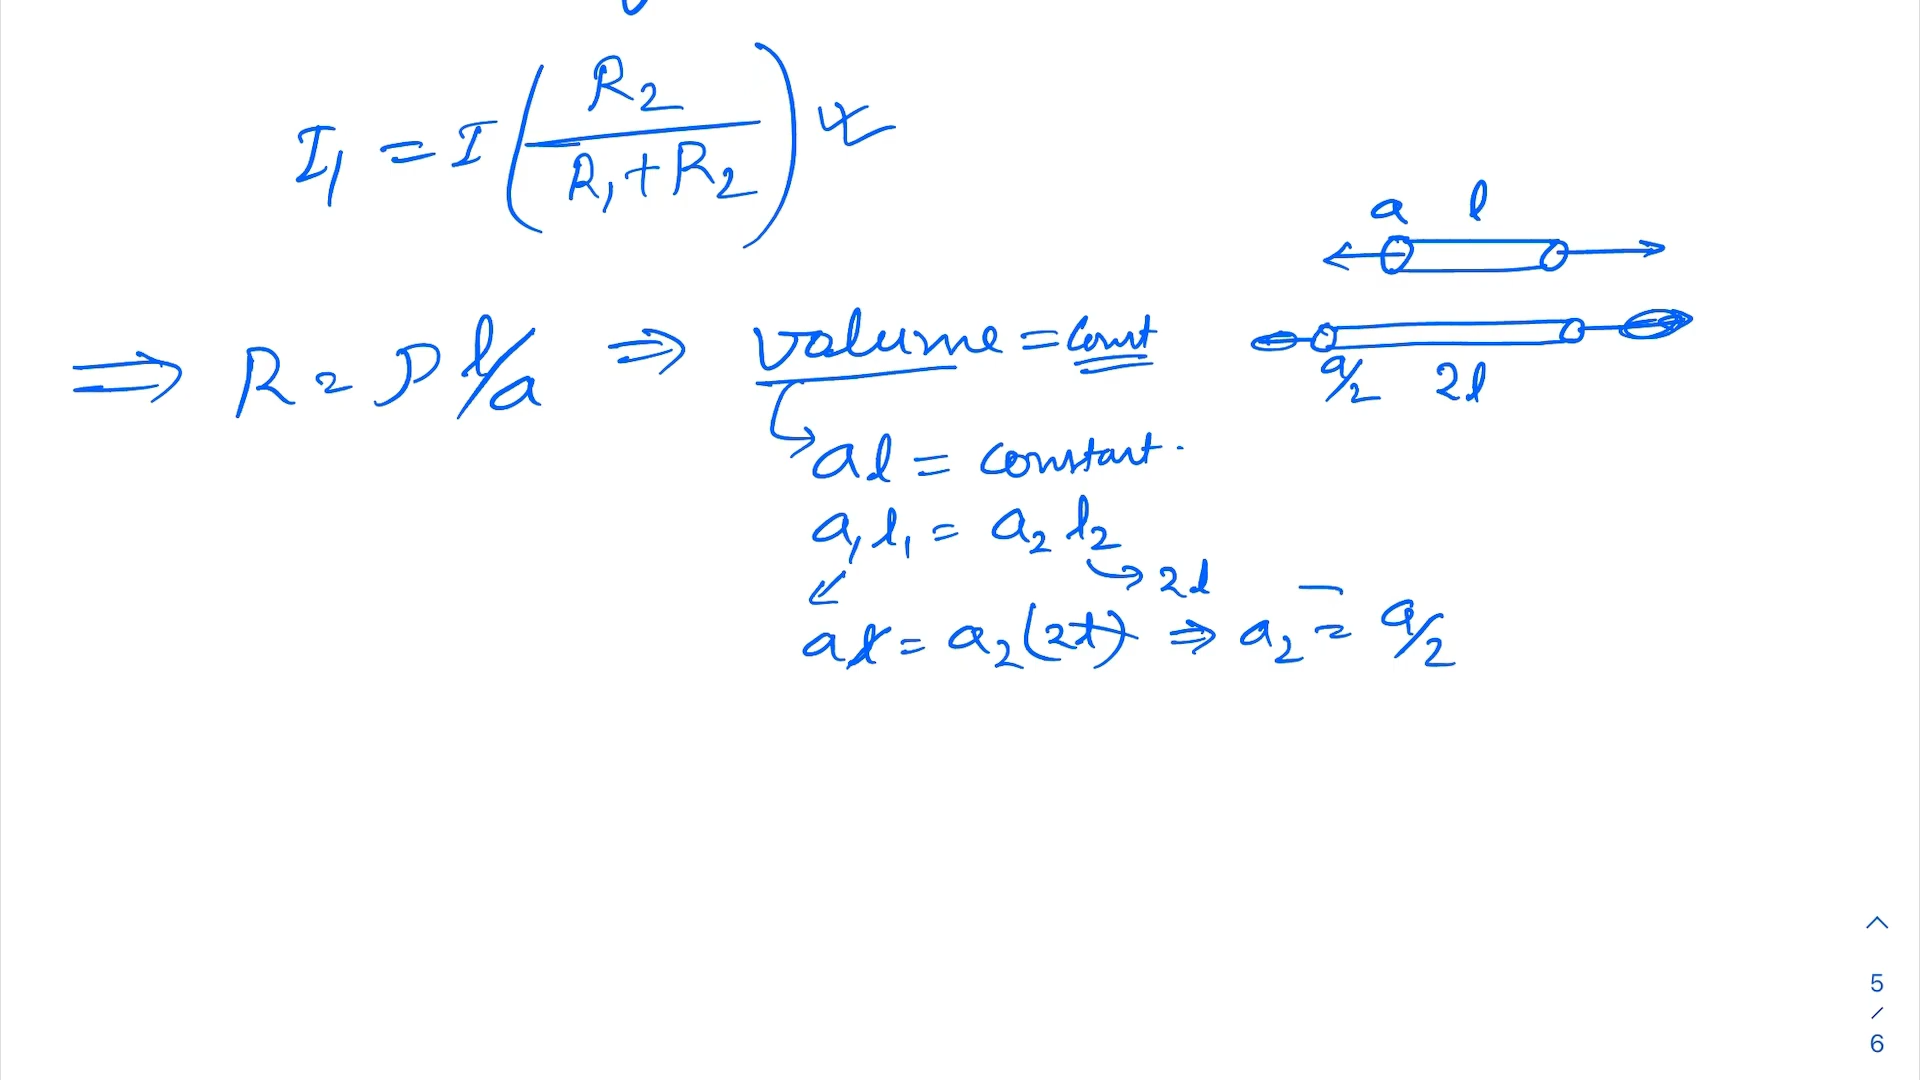 I₁ = I (R₂ / (R₁ + R₂))
a l
⇒ R = ρ l/a ⇒ volume = const
a/2 2l
→ al = constant.
a₁l₁ = a₂l₂
→ 2l
al = a₂(2l) ⇒ a₂ = a/2
5
/
6